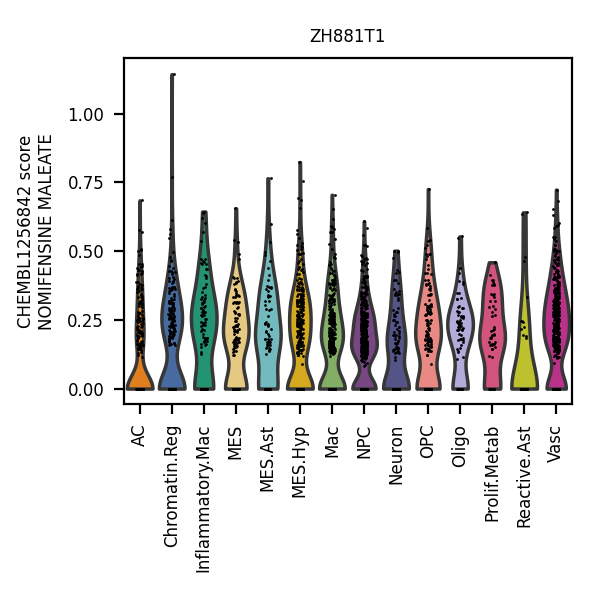 ZH881T1
CHEMBL1256842 score
NOMIFENSINE MALEATE
1.00
0.75
0.50
0.25
0.00
AC
Chromatin.Reg
Inflammatory.Mac
MES
MES.Ast
MES.Hyp
Mac
NPC
Neuron
OPC
Oligo
Prolif.Metab
Reactive.Ast
Vasc